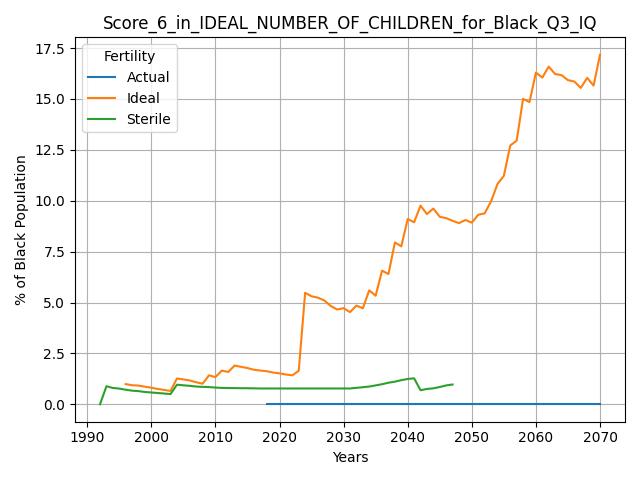 Score_6_in_IDEAL_NUMBER_OF_CHILDREN_for_Black_Q3_IQ
Fertility
Actual
Ideal
Sterile
17.5
15.0
12.5
10.0
7.5
5.0
2.5
0.0
% of Black Population
1990 2000 2010 2020 2030 2040 2050 2060 2070
Years